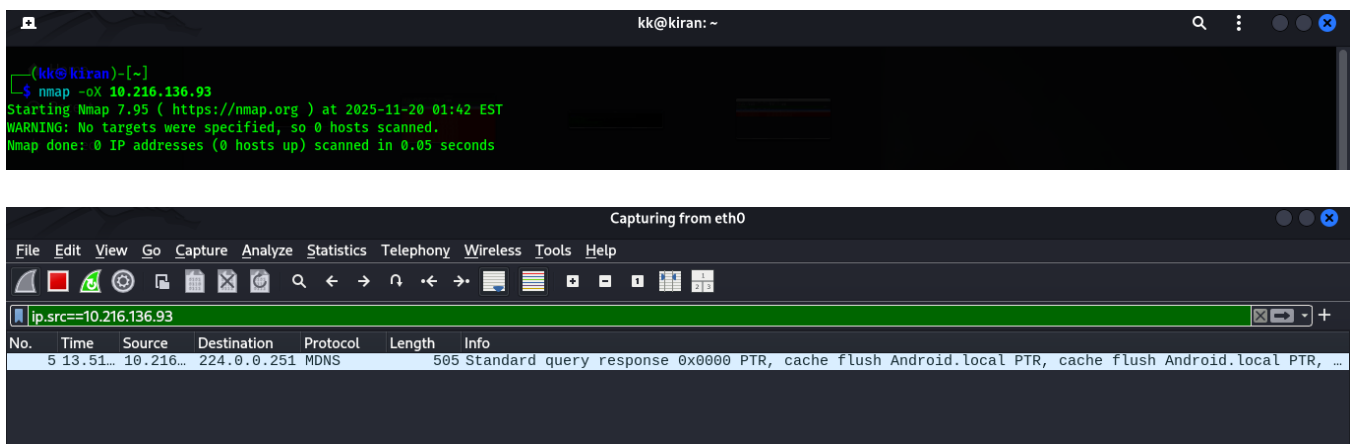 kk@kiran: ~
(kk㉿kiran)-[~]
$ nmap -oX 10.216.136.93
Starting Nmap 7.95 ( https://nmap.org ) at 2025-11-20 01:42 EST
WARNING: No targets were specified, so 0 hosts scanned.
Nmap done: 0 IP addresses (0 hosts up) scanned in 0.05 seconds
Capturing from eth0
File Edit View Go Capture Analyze Statistics Telephony Wireless Tools Help
ip.src==10.216.136.93
No. Time Source Destination Protocol Length Info
5 13.51… 10.216… 224.0.0.251 MDNS 505 Standard query response 0x0000 PTR, cache flush Android.local PTR, cache flush Android.local PTR, …